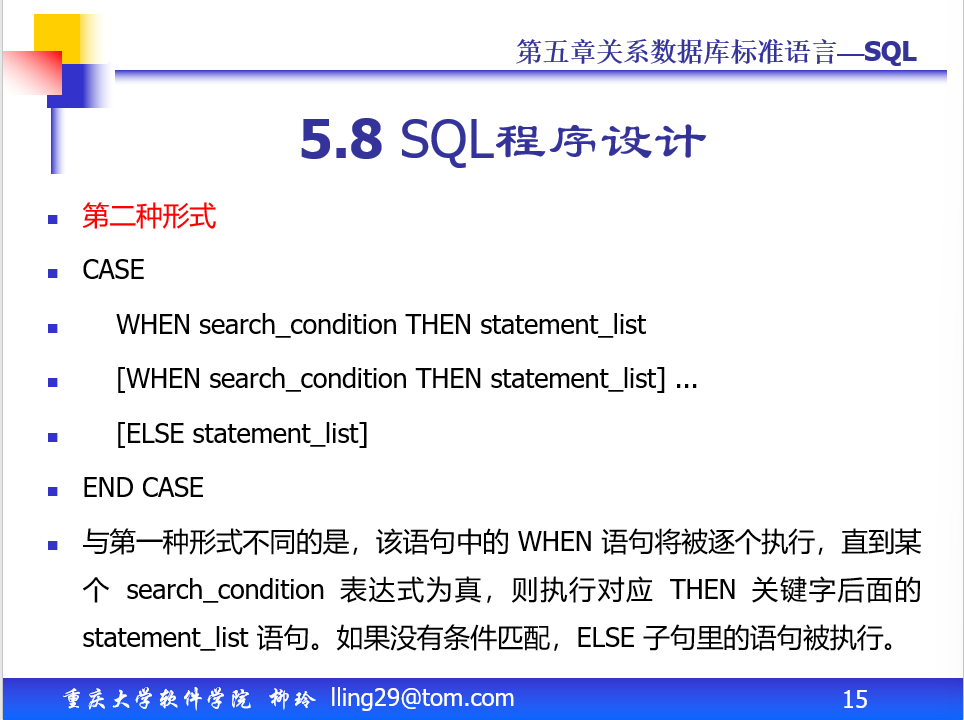 第五章关系数据库标准语言—SQL
5.8 SQL程序设计
第二种形式
CASE
WHEN search_condition THEN statement_list
[WHEN search_condition THEN statement_list] ...
[ELSE statement_list]
END CASE
与第一种形式不同的是，该语句中的 WHEN 语句将被逐个执行，直到某
个 search_condition 表达式为真，则执行对应 THEN 关键字后面的
statement_list 语句。如果没有条件匹配，ELSE 子句里的语句被执行。
重庆大学软件学院 柳玲 lling29@tom.com 15